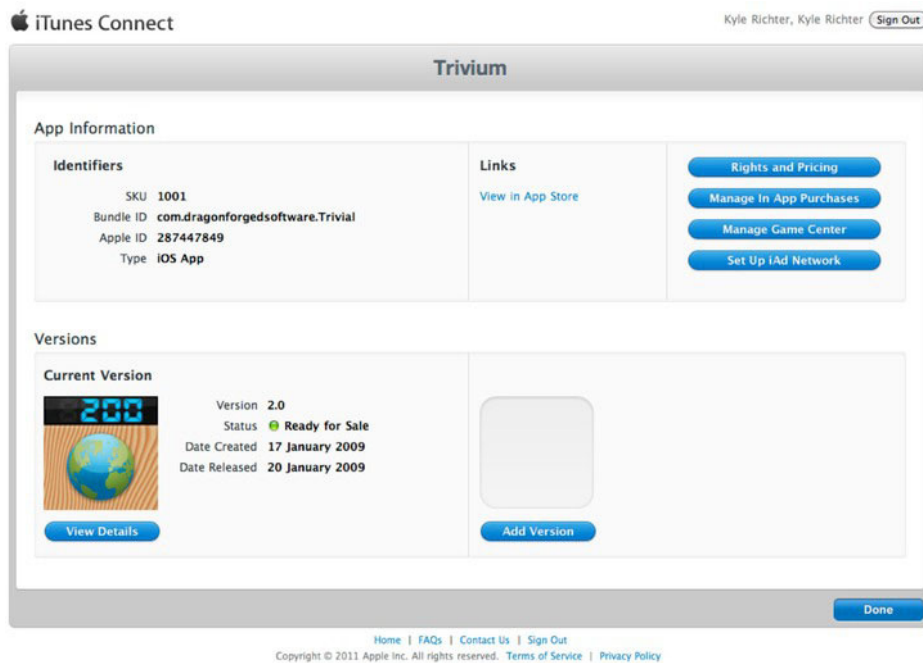 iTunes Connect
Kyle Richter, Kyle Richter Sign Out
Trivium
App Information
Identifiers
SKU 1001
Bundle ID com.dragonforgedsoftware.Trivial
Apple ID 287447849
Type iOS App
Links
View in App Store
Rights and Pricing
Manage In App Purchases
Manage Game Center
Set Up iAd Network
Versions
Current Version
200
Version 2.0
Status Ready for Sale
Date Created 17 January 2009
Date Released 20 January 2009
View Details
Add Version
Done
Home | FAQs | Contact Us | Sign Out
Copyright © 2011 Apple Inc. All rights reserved. Terms of Service | Privacy Policy